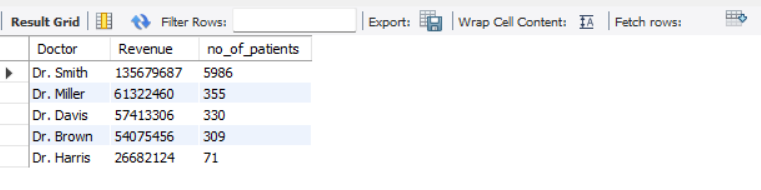 Result Grid Filter Rows: Export: Wrap Cell Content: IA Fetch rows:
Doctor Revenue no_of_patients
Dr. Smith 135679687 5986
Dr. Miller 61322460 355
Dr. Davis 57413306 330
Dr. Brown 54075456 309
Dr. Harris 26682124 71